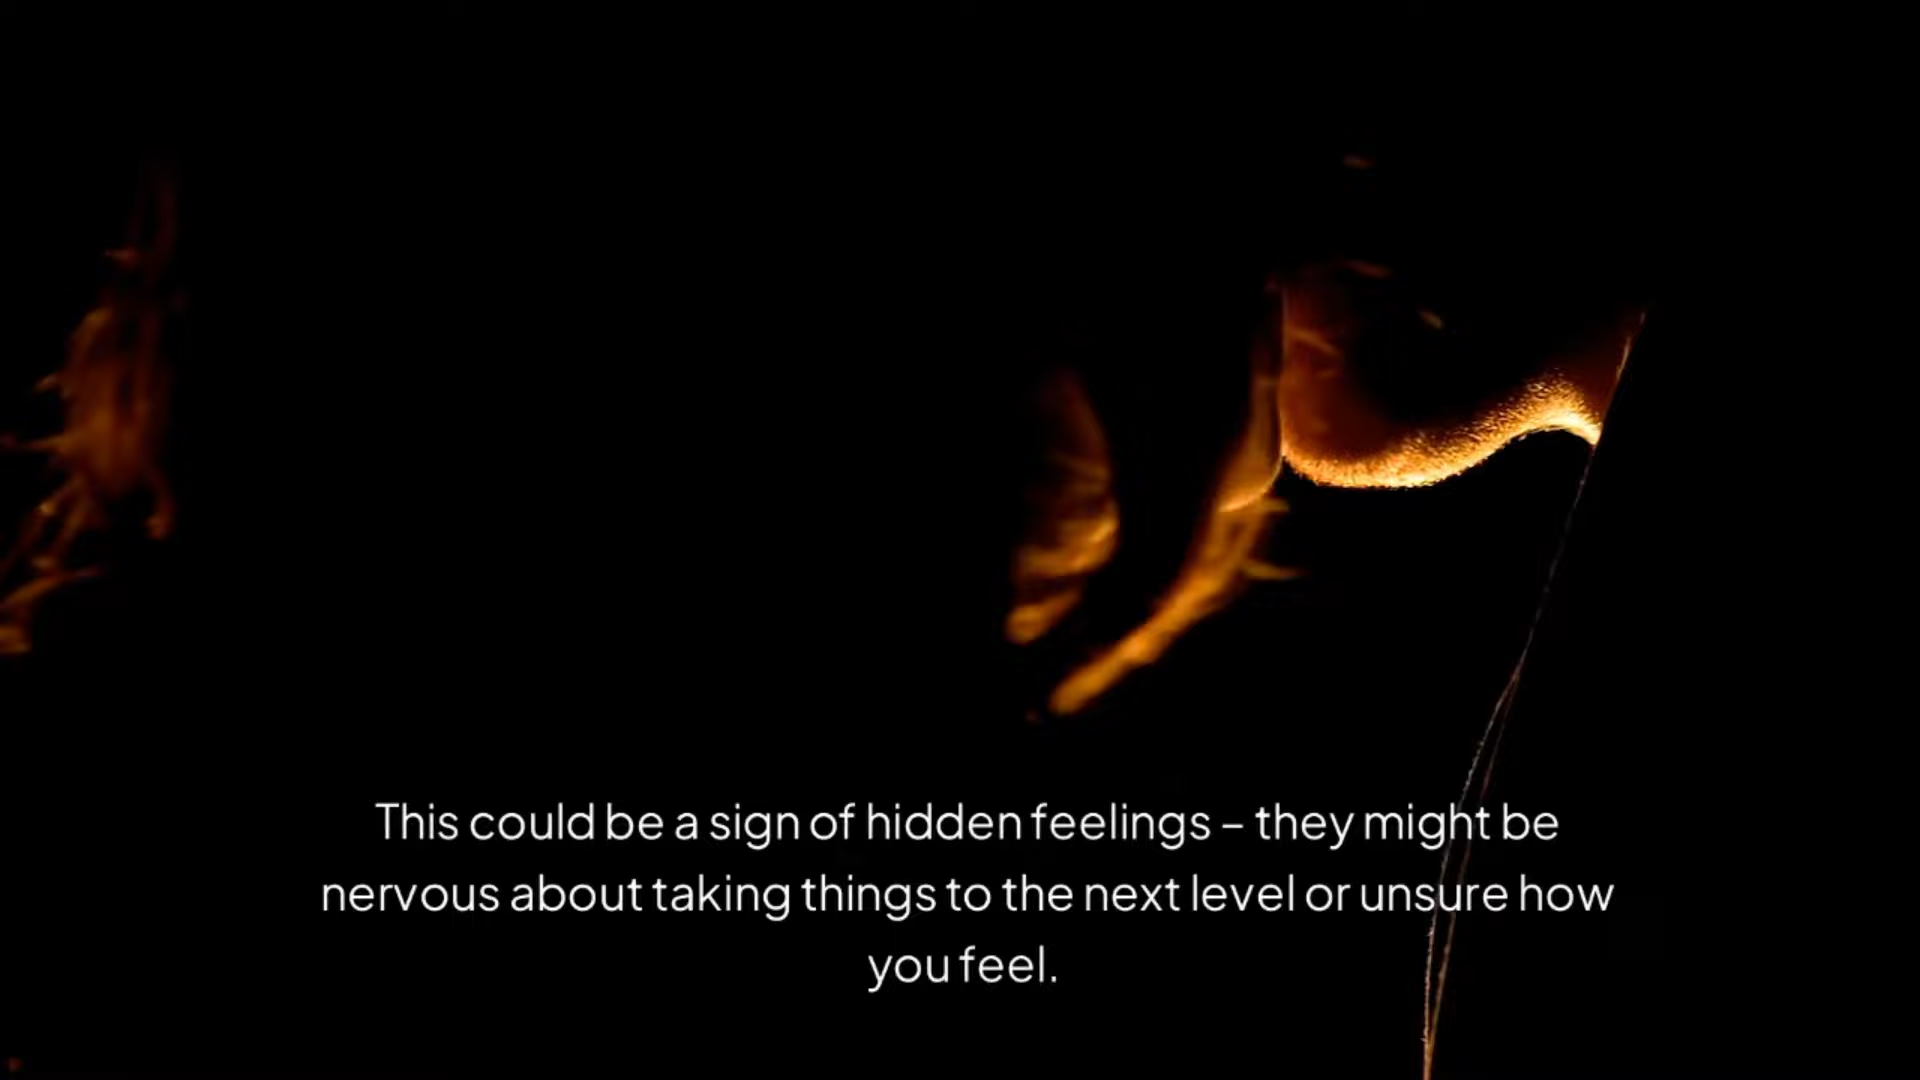 This could be a sign of hidden feelings – they might be
nervous about taking things to the next level or unsure how
you feel.